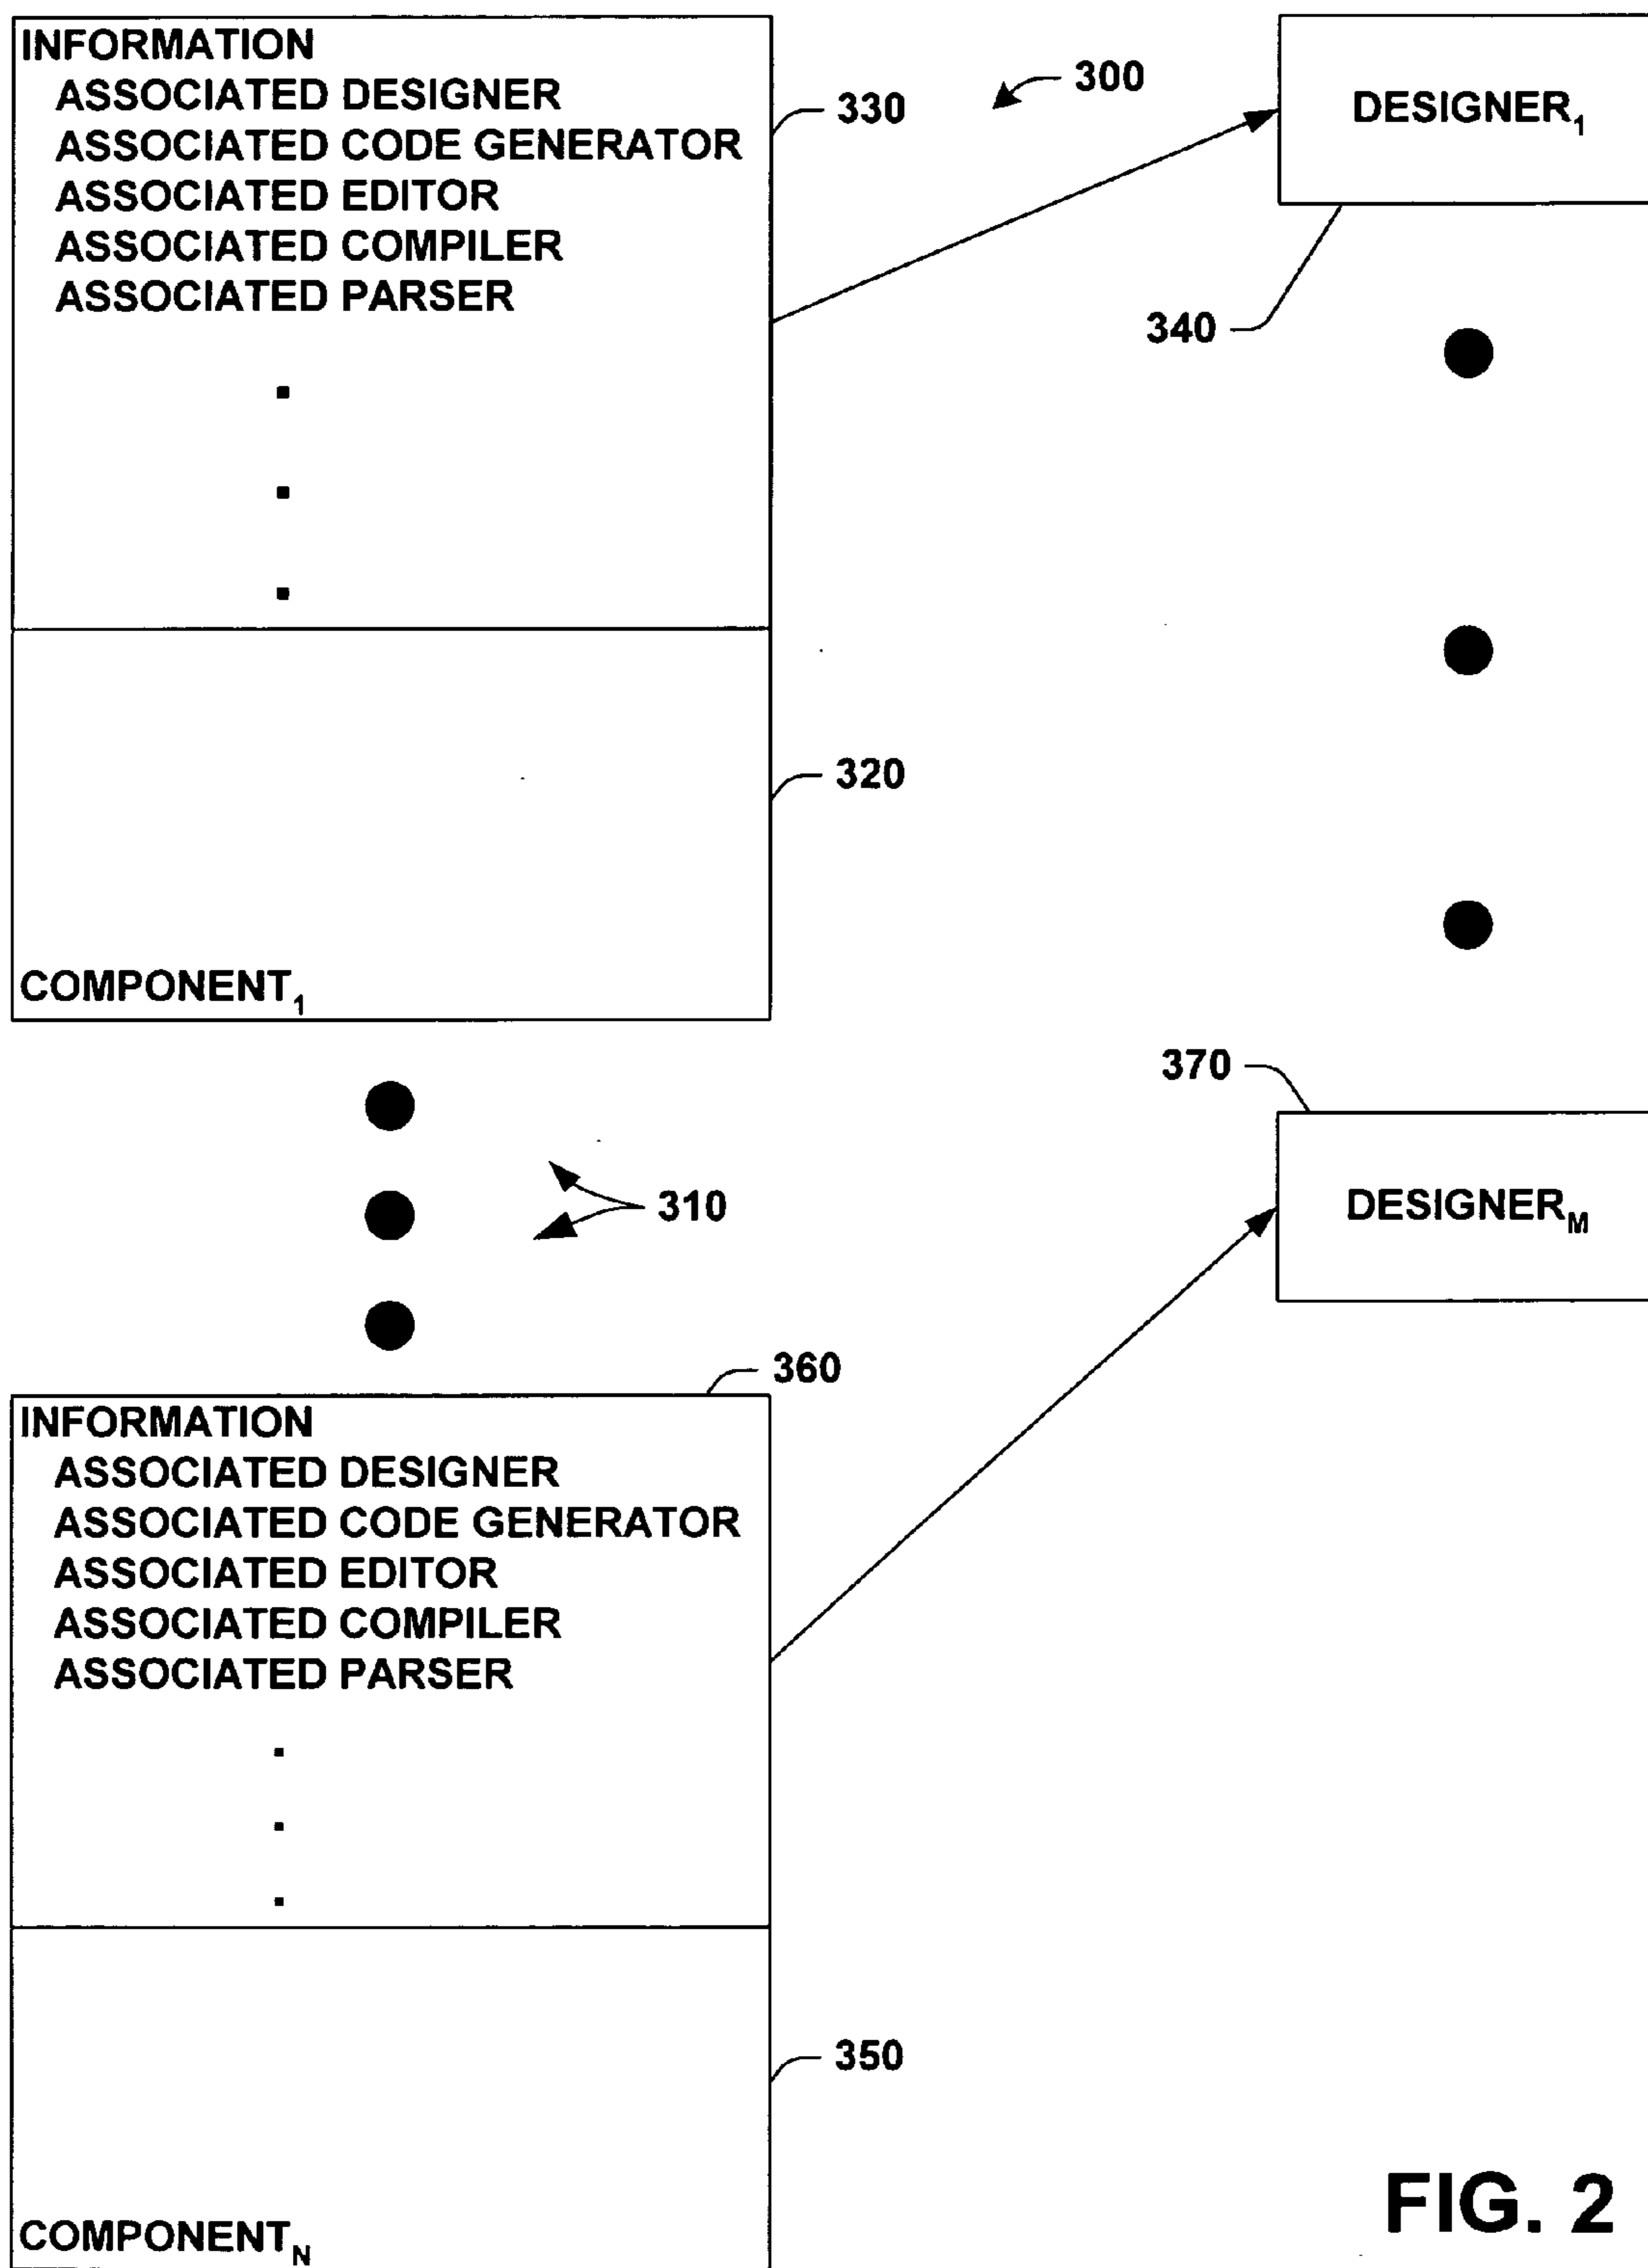 INFORMATION
ASSOCIATED DESIGNER
ASSOCIATED CODE GENERATOR
ASSOCIATED EDITOR
ASSOCIATED COMPILER
ASSOCIATED PARSER
330
300
DESIGNER1
340
320
COMPONENT1
310
370
DESIGNERM
360
INFORMATION
ASSOCIATED DESIGNER
ASSOCIATED CODE GENERATOR
ASSOCIATED EDITOR
ASSOCIATED COMPILER
ASSOCIATED PARSER
350
COMPONENTN
FIG. 2